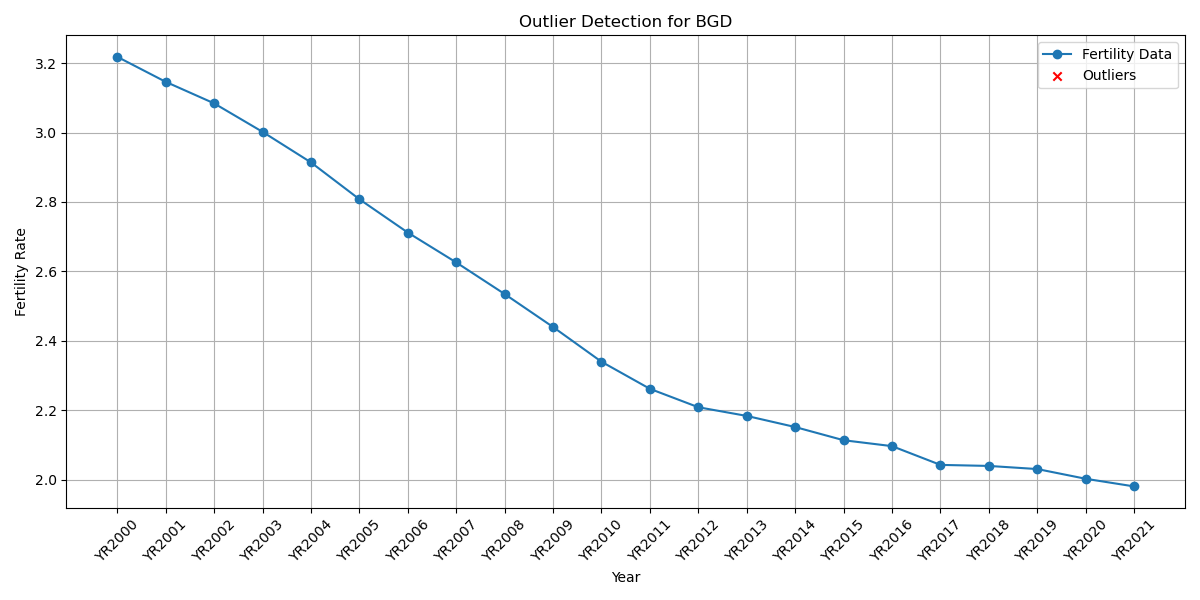 Outlier Detection for BGD
Fertility Data
Outliers
3.2
3.0
2.8
2.6
2.4
2.2
2.0
Fertility Rate
YR2000
YR2001
YR2002
YR2003
YR2004
YR2005
YR2006
YR2007
YR2008
YR2009
YR2010
YR2011
YR2012
YR2013
YR2014
YR2015
YR2016
YR2017
YR2018
YR2019
YR2020
YR2021
Year